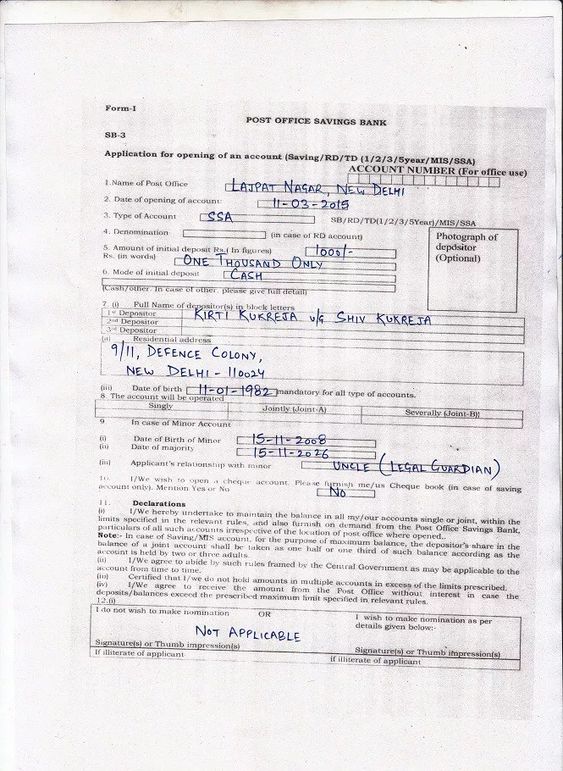 Form-I
POST OFFICE SAVINGS BANK
SB-3
Application for opening of an account (Saving/RD/TD (1/2/3/5year/MIS/SSA)
ACCOUNT NUMBER (For office use)
1.Name of Post Office LAJPAT NAGAR, NEW DELHI
2. Date of opening of account: 11-03-2015
3. Type of Account SSA SB/RD/TD(1/2/3/5Year)/MIS/SSA
4. Denomination (in case of RD account)
Photograph of depositor (Optional)
5. Amount of initial deposit Rs.( In figures) 1000/-
Rs. (in words) ONE THOUSAND ONLY
6. Mode of initial deposit CASH
(Cash/other. In case of other, please give full detail)
7 (i) Full Name of depositor(s) in block letters
1st Depositor KIRTI KUKREJA u/g SHIV KUKREJA
2nd Depositor
3rd Depositor
(ii) Residential address
9/11, DEFENCE COLONY,
NEW DELHI - 110024
(iii) Date of birth 11-01-1982 mandatory for all type of accounts.
8. The account will be operated
Singly Jointly (Joint-A) Severally (Joint-B)
9 In case of Minor Account
(i) Date of Birth of Minor 15-11-2008
(ii) Date of majority 15-11-2026
(iii) Applicant's relationship with minor UNCLE (LEGAL GUARDIAN)
10. I/We wish to open a cheque account. Please furnish me/us Cheque book (in case of saving
account only). Mention Yes or No NO
11. Declarations
(i) I/We hereby undertake to maintain the balance in all my/our accounts single or joint, within the
limits specified in the relevant rules, and also furnish on demand from the Post Office Savings Bank,
particulars of all such accounts irrespective of the location of post office where opened..
Note:- In case of Saving/MIS account, for the purpose of maximum balance, the depositor's share in the
balance of a joint account shall be taken as one half or one third of such balance according as the
account is held by two or three adults.
(ii) I/We agree to abide by such rules framed by the Central Government as may be applicable to the
account from time to time.
(iii) Certified that I/we do not hold amounts in multiple accounts in excess of the limits prescribed.
(iv) I/We agree to receive the amount from the Post Office without interest in case the
deposits/balances exceed the prescribed maximum limit specified in relevant rules.
12.(i)
I do not wish to make nomination OR I wish to make nomination as per
details given below:-
NOT APPLICABLE
Signature(s) or Thumb impression(s) Signature(s) or Thumb impression(s)
If illiterate of applicant if illiterate of applicant